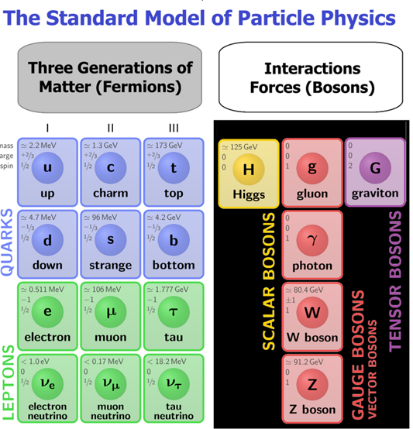 The Standard Model of Particle Physics
Three Generations of
Matter (Fermions)
Interactions
Forces (Bosons)
I II III
mass
arge
spin
≃ 2.2 MeV
+2/3
1/2
u
up
≃ 1.3 GeV
+2/3
1/2
c
charm
≃ 173 GeV
+2/3
1/2
t
top
≃ 125 GeV
0
0
H
Higgs
0
0
1
g
gluon
0
0
2
G
graviton
QUARKS
≃ 4.7 MeV
−1/3
1/2
d
down
≃ 96 MeV
−1/3
1/2
s
strange
≃ 4.2 GeV
−1/3
1/2
b
bottom
0
0
1
γ
photon
SCALAR BOSONS
TENSOR BOSONS
LEPTONS
≃ 0.511 MeV
−1
1/2
e
electron
≃ 106 MeV
−1
1/2
μ
muon
≃ 1.777 GeV
−1
1/2
τ
tau
≃ 80.4 GeV
±1
1
W
W boson
< 1.0 eV
0
1/2
νe
electron
neutrino
< 0.17 MeV
0
1/2
νμ
muon
neutrino
< 18.2 MeV
0
1/2
ντ
tau
neutrino
≃ 91.2 GeV
0
1
Z
Z boson
GAUGE BOSONS
VECTOR BOSONS